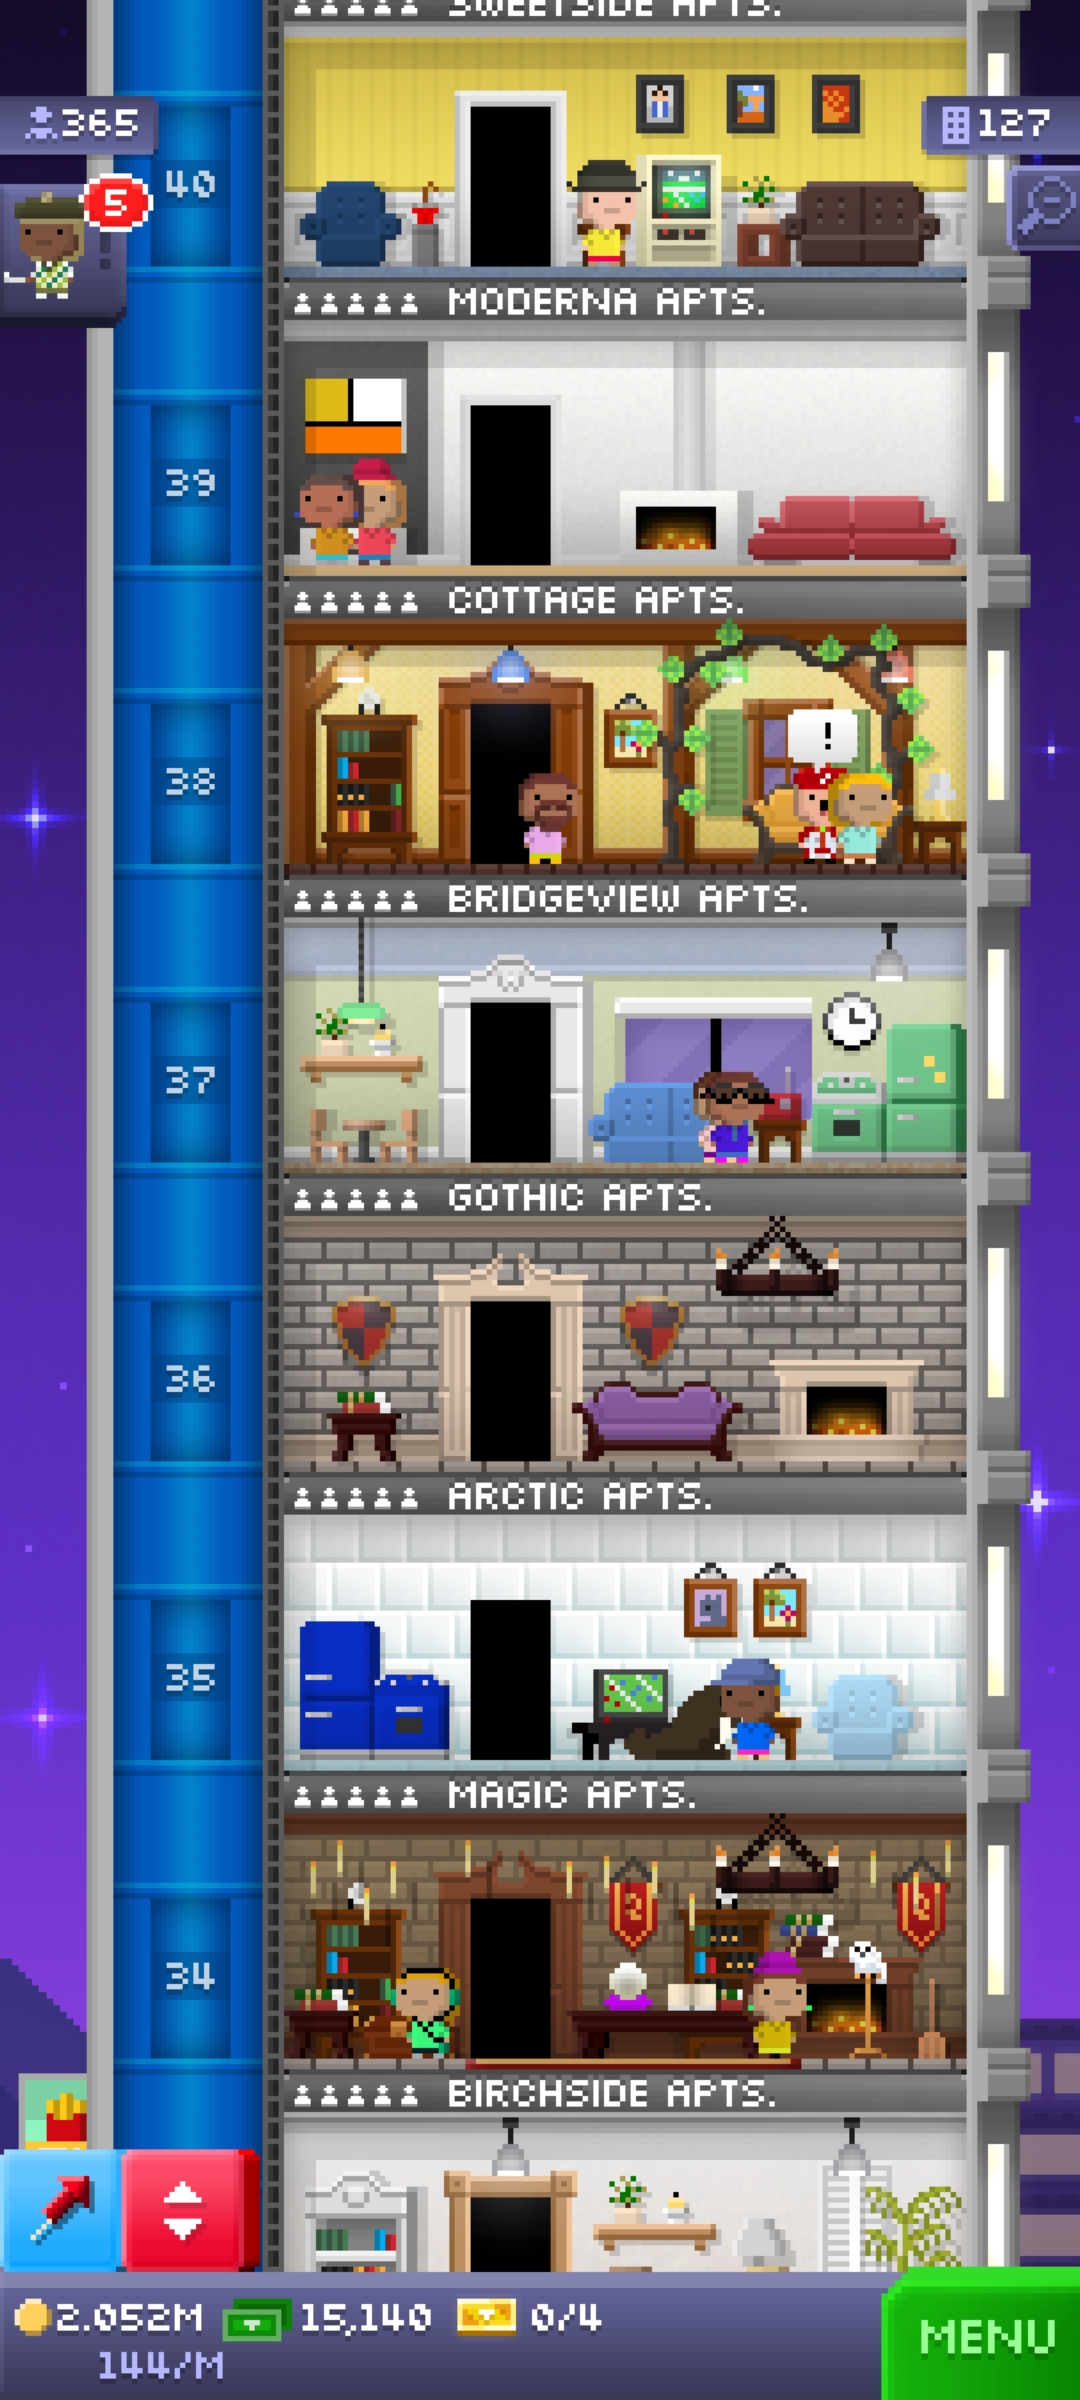 SWEETSIDE APTS.
365
127
5
40
MODERNA APTS.
39
COTTAGE APTS.
!
38
BRIDGEVIEW APTS.
37
GOTHIC APTS.
36
ARCTIC APTS.
35
MAGIC APTS.
34
BIRCHSIDE APTS.
2.052M 15,140 0/4
MENU
144/M